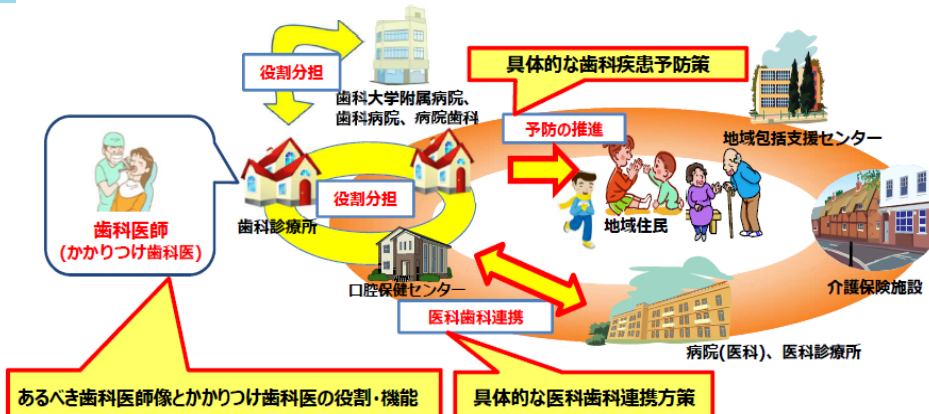 役割分担
歯科大学附属病院、
歯科病院、病院歯科
具体的な歯科疾患予防策
予防の推進
地域包括支援センター
歯科医師
(かかりつけ歯科医)
歯科診療所
役割分担
地域住民
口腔保健センター
介護保険施設
医科歯科連携
病院(医科)、医科診療所
あるべき歯科医師像とかかりつけ歯科医の役割・機能
具体的な医科歯科連携方策